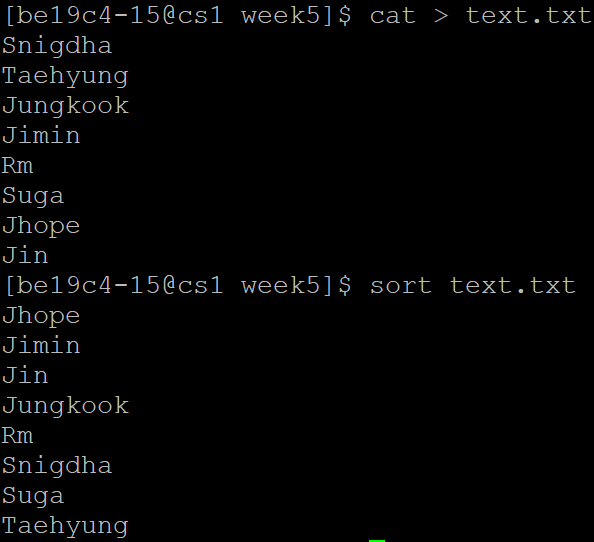 [be19c4-15@cs1 week5]$ cat > text.txt
Snigdha
Taehyung
Jungkook
Jimin
Rm
Suga
Jhope
Jin
[be19c4-15@cs1 week5]$ sort text.txt
Jhope
Jimin
Jin
Jungkook
Rm
Snigdha
Suga
Taehyung